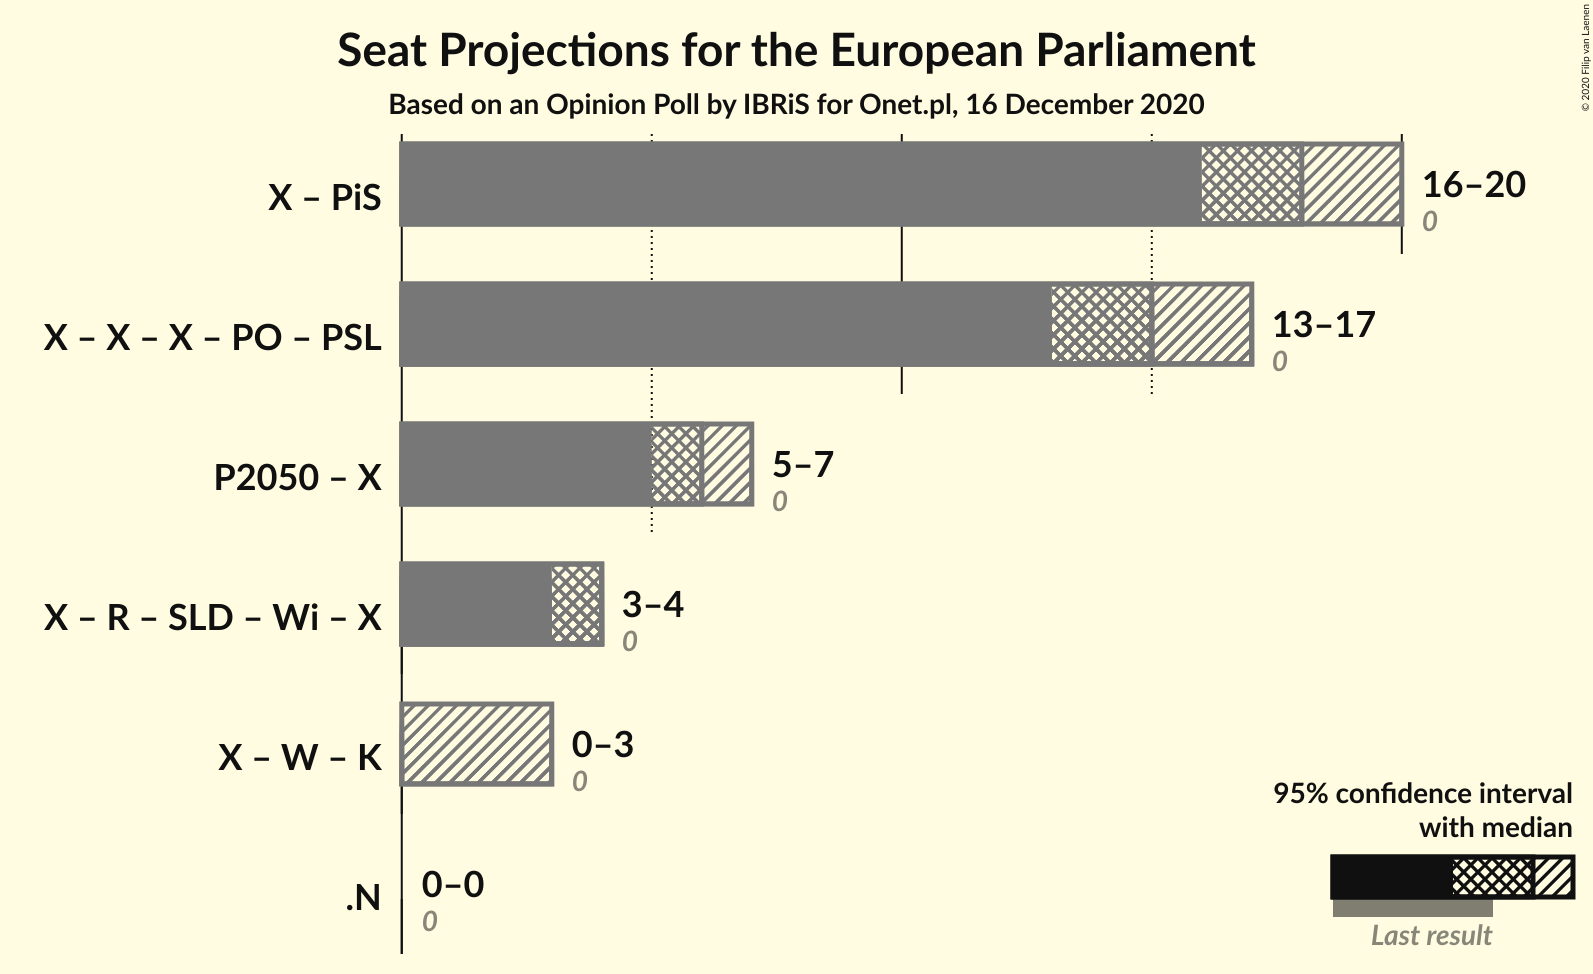 Seat Projections for the European Parliament
Based on an Opinion Poll by IBRiS for Onet.pl, 16 December 2020
© 2020 Filip van Laenen
X – PiS
16–20
0
X – X – X – PO – PSL
13–17
0
P2050 – X
5–7
0
X – R – SLD – Wi – X
3–4
0
X – W – K
0–3
0
.N
0–0
0
95% confidence interval
with median
Last result